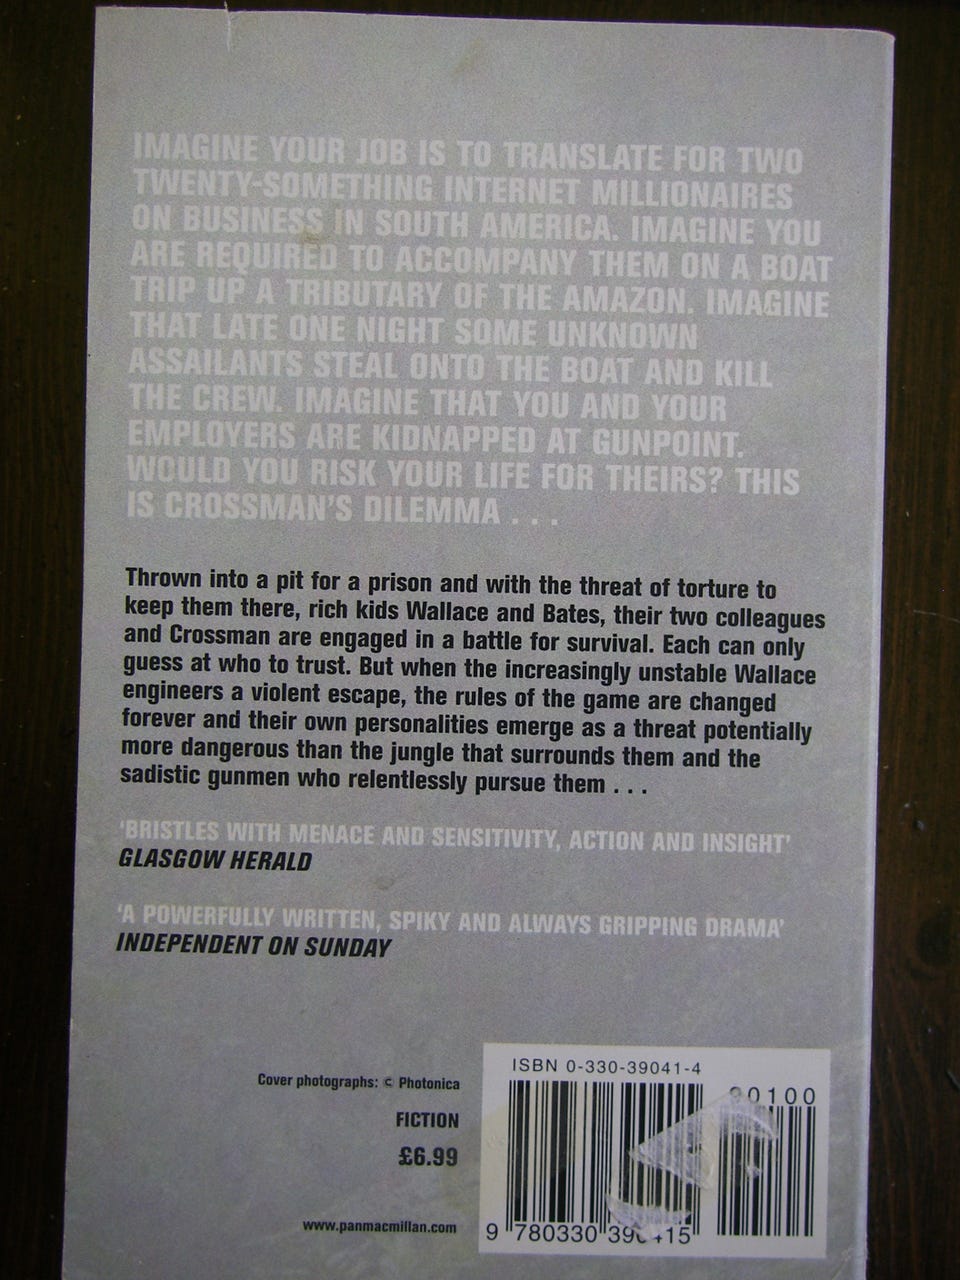 IMAGINE YOUR JOB IS TO TRANSLATE FOR TWO
TWENTY-SOMETHING INTERNET MILLIONAIRES
ON BUSINESS IN SOUTH AMERICA. IMAGINE YOU
ARE REQUIRED TO ACCOMPANY THEM ON A BOAT
TRIP UP A TRIBUTARY OF THE AMAZON. IMAGINE
THAT LATE ONE NIGHT SOME UNKNOWN
ASSAILANTS STEAL ONTO THE BOAT AND KILL
THE CREW. IMAGINE THAT YOU AND YOUR
EMPLOYERS ARE KIDNAPPED AT GUNPOINT.
WOULD YOU RISK YOUR LIFE FOR THEIRS? THIS
IS CROSSMAN'S DILEMMA . . .
Thrown into a pit for a prison and with the threat of torture to
keep them there, rich kids Wallace and Bates, their two colleagues
and Crossman are engaged in a battle for survival. Each can only
guess at who to trust. But when the increasingly unstable Wallace
engineers a violent escape, the rules of the game are changed
forever and their own personalities emerge as a threat potentially
more dangerous than the jungle that surrounds them and the
sadistic gunmen who relentlessly pursue them . . .
'BRISTLES WITH MENACE AND SENSITIVITY, ACTION AND INSIGHT'
GLASGOW HERALD
'A POWERFULLY WRITTEN, SPIKY AND ALWAYS GRIPPING DRAMA'
INDEPENDENT ON SUNDAY
Cover photographs: © Photonica
FICTION
£6.99
www.panmacmillan.com
ISBN 0-330-39041-4
90100
9 780330